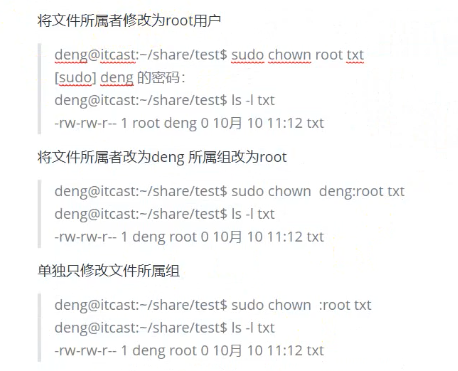 将文件所属者修改为root用户
deng@itcast:~/share/test$ sudo chown root txt
[sudo] deng 的密码：
deng@itcast:~/share/test$ ls -l txt
-rw-rw-r-- 1 root deng 0 10月 10 11:12 txt
将文件所属者改为deng 所属组改为root
deng@itcast:~/share/test$ sudo chown  deng:root txt
deng@itcast:~/share/test$ ls -l txt
-rw-rw-r-- 1 deng root 0 10月 10 11:12 txt
单独只修改文件所属组
deng@itcast:~/share/test$ sudo chown  :root txt
deng@itcast:~/share/test$ ls -l txt
-rw-rw-r-- 1 deng root 0 10月 10 11:12 txt